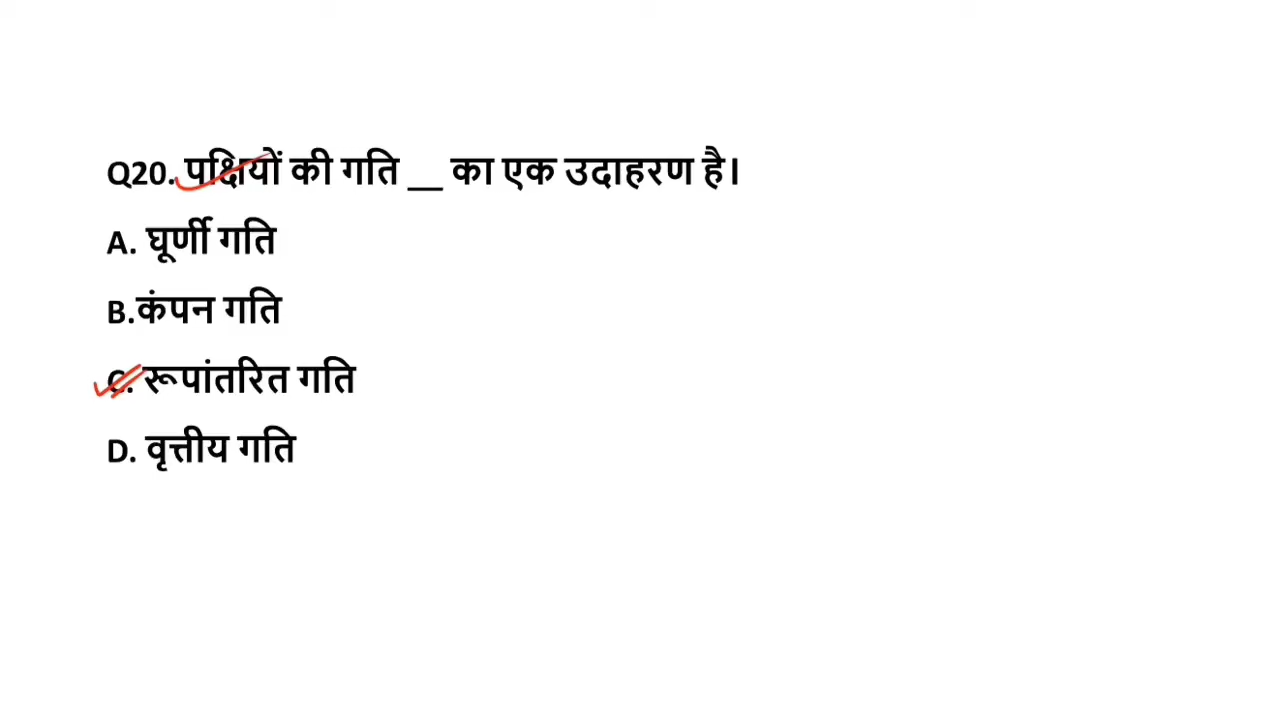 Q20. पक्षियों की गति __ का एक उदाहरण है।
A. घूर्णी गति
B.कंपन गति
C. रूपांतरित गति
D. वृत्तीय गति